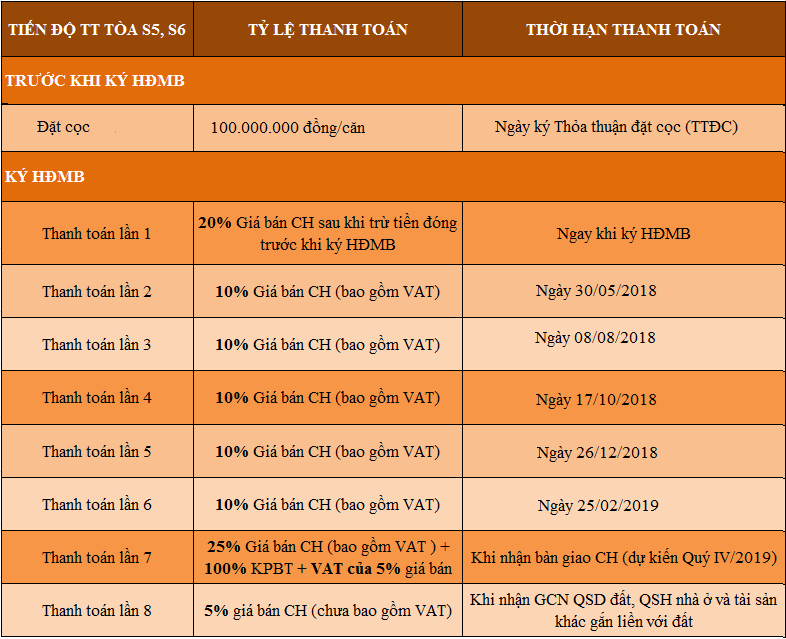 TIẾN ĐỘ TT TÒA S5, S6
TỶ LỆ THANH TOÁN
THỜI HẠN THANH TOÁN
TRƯỚC KHI KÝ HĐMB
Đặt cọc
100.000.000 đồng/căn
Ngày ký Thỏa thuận đặt cọc (TTĐC)
KÝ HĐMB
Thanh toán lần 1
20% Giá bán CH sau khi trừ tiền đóng
trước khi ký HĐMB
Ngay khi ký HĐMB
Thanh toán lần 2
10% Giá bán CH (bao gồm VAT)
Ngày 30/05/2018
Thanh toán lần 3
10% Giá bán CH (bao gồm VAT)
Ngày 08/08/2018
Thanh toán lần 4
10% Giá bán CH (bao gồm VAT)
Ngày 17/10/2018
Thanh toán lần 5
10% Giá bán CH (bao gồm VAT)
Ngày 26/12/2018
Thanh toán lần 6
10% Giá bán CH (bao gồm VAT)
Ngày 25/02/2019
Thanh toán lần 7
25% Giá bán CH (bao gồm VAT ) +
100% KPBT + VAT của 5% giá bán
Khi nhận bàn giao CH (dự kiến Quý IV/2019)
Thanh toán lần 8
5% giá bán CH (chưa bao gồm VAT)
Khi nhận GCN QSD đất, QSH nhà ở và tài sản
khác gắn liền với đất